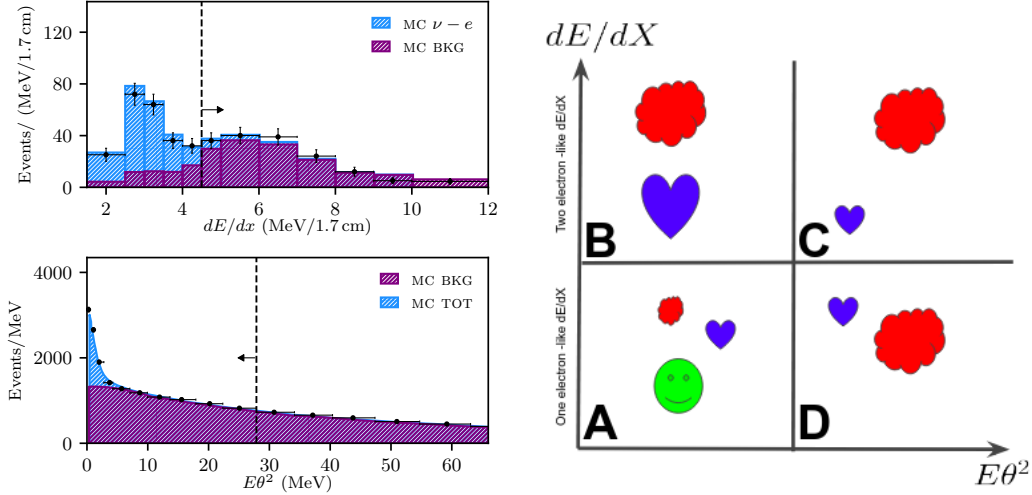 120
80
40
0
Events/ (MeV/1.7 cm)
MC ν − e
MC BKG
2 4 6 8 10 12
dE/dx (MeV/1.7 cm)
4000
2000
0
Events/MeV
MC BKG
MC TOT
0 10 20 30 40 50 60
Eθ² (MeV)
dE/dX
Two electron -like dE/dX
B
C
One electron -like dE/dX
A
D
Eθ²